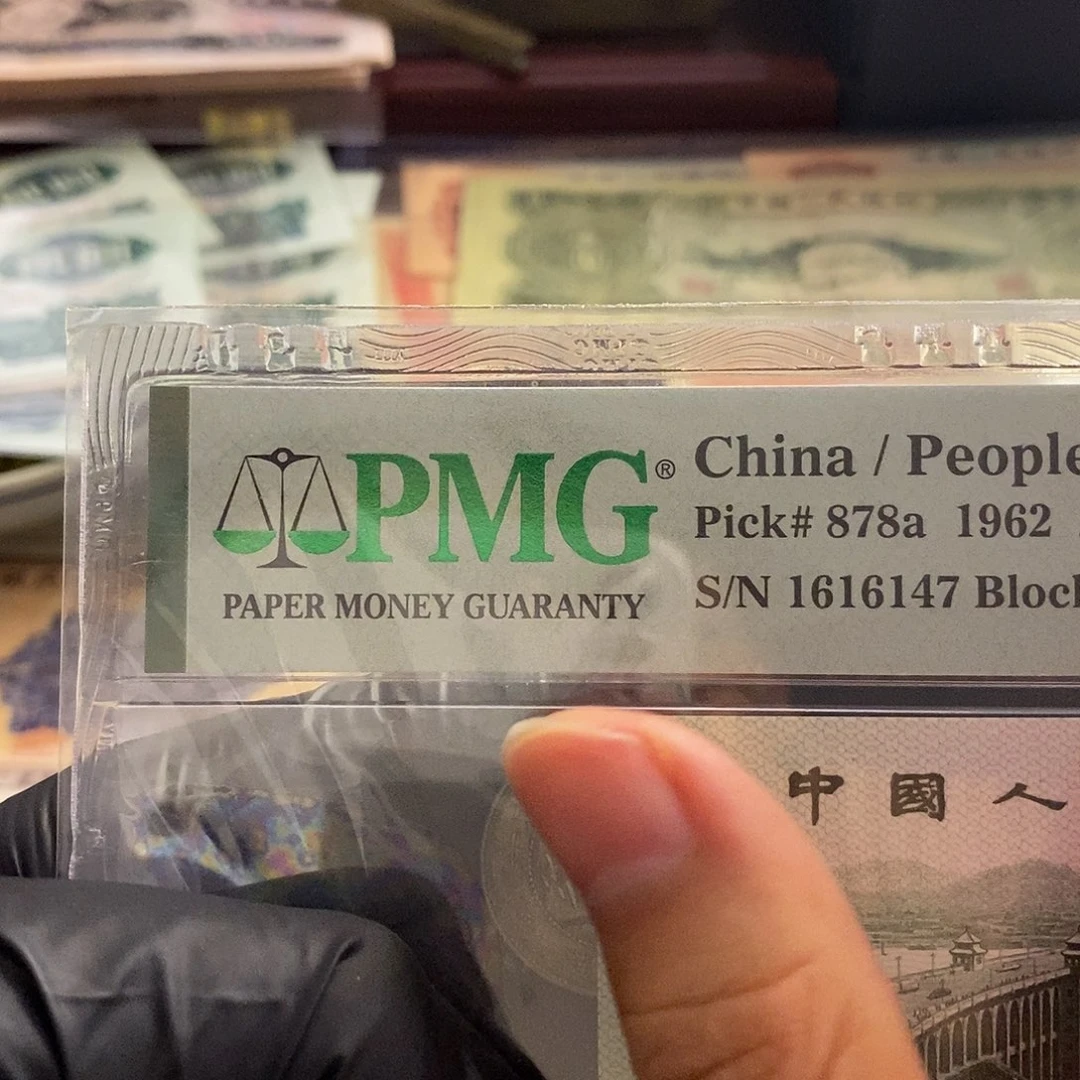 PMG®
PAPER MONEY GUARANTY
China / People
Pick# 878a 1962
S/N 1616147 Block
中國人